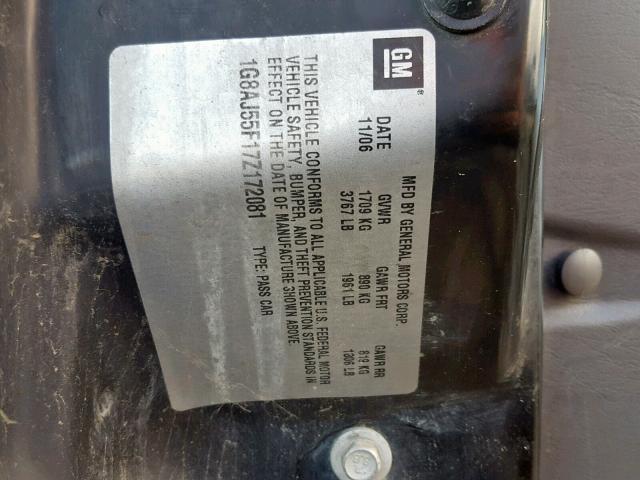 GM®
MFD BY GENERAL MOTORS CORP.
DATE GVWR GAWR FRT GAWR RR
11/06 1709 KG 890 KG 819 KG
3767 LB 1961 LB 1806 LB
THIS VEHICLE CONFORMS TO ALL APPLICABLE U.S. FEDERAL MOTOR
VEHICLE SAFETY, BUMPER, AND THEFT PREVENTION STANDARDS IN
EFFECT ON THE DATE OF MANUFACTURE SHOWN ABOVE
1G8AJ55F17Z172081 TYPE: PASS CAR